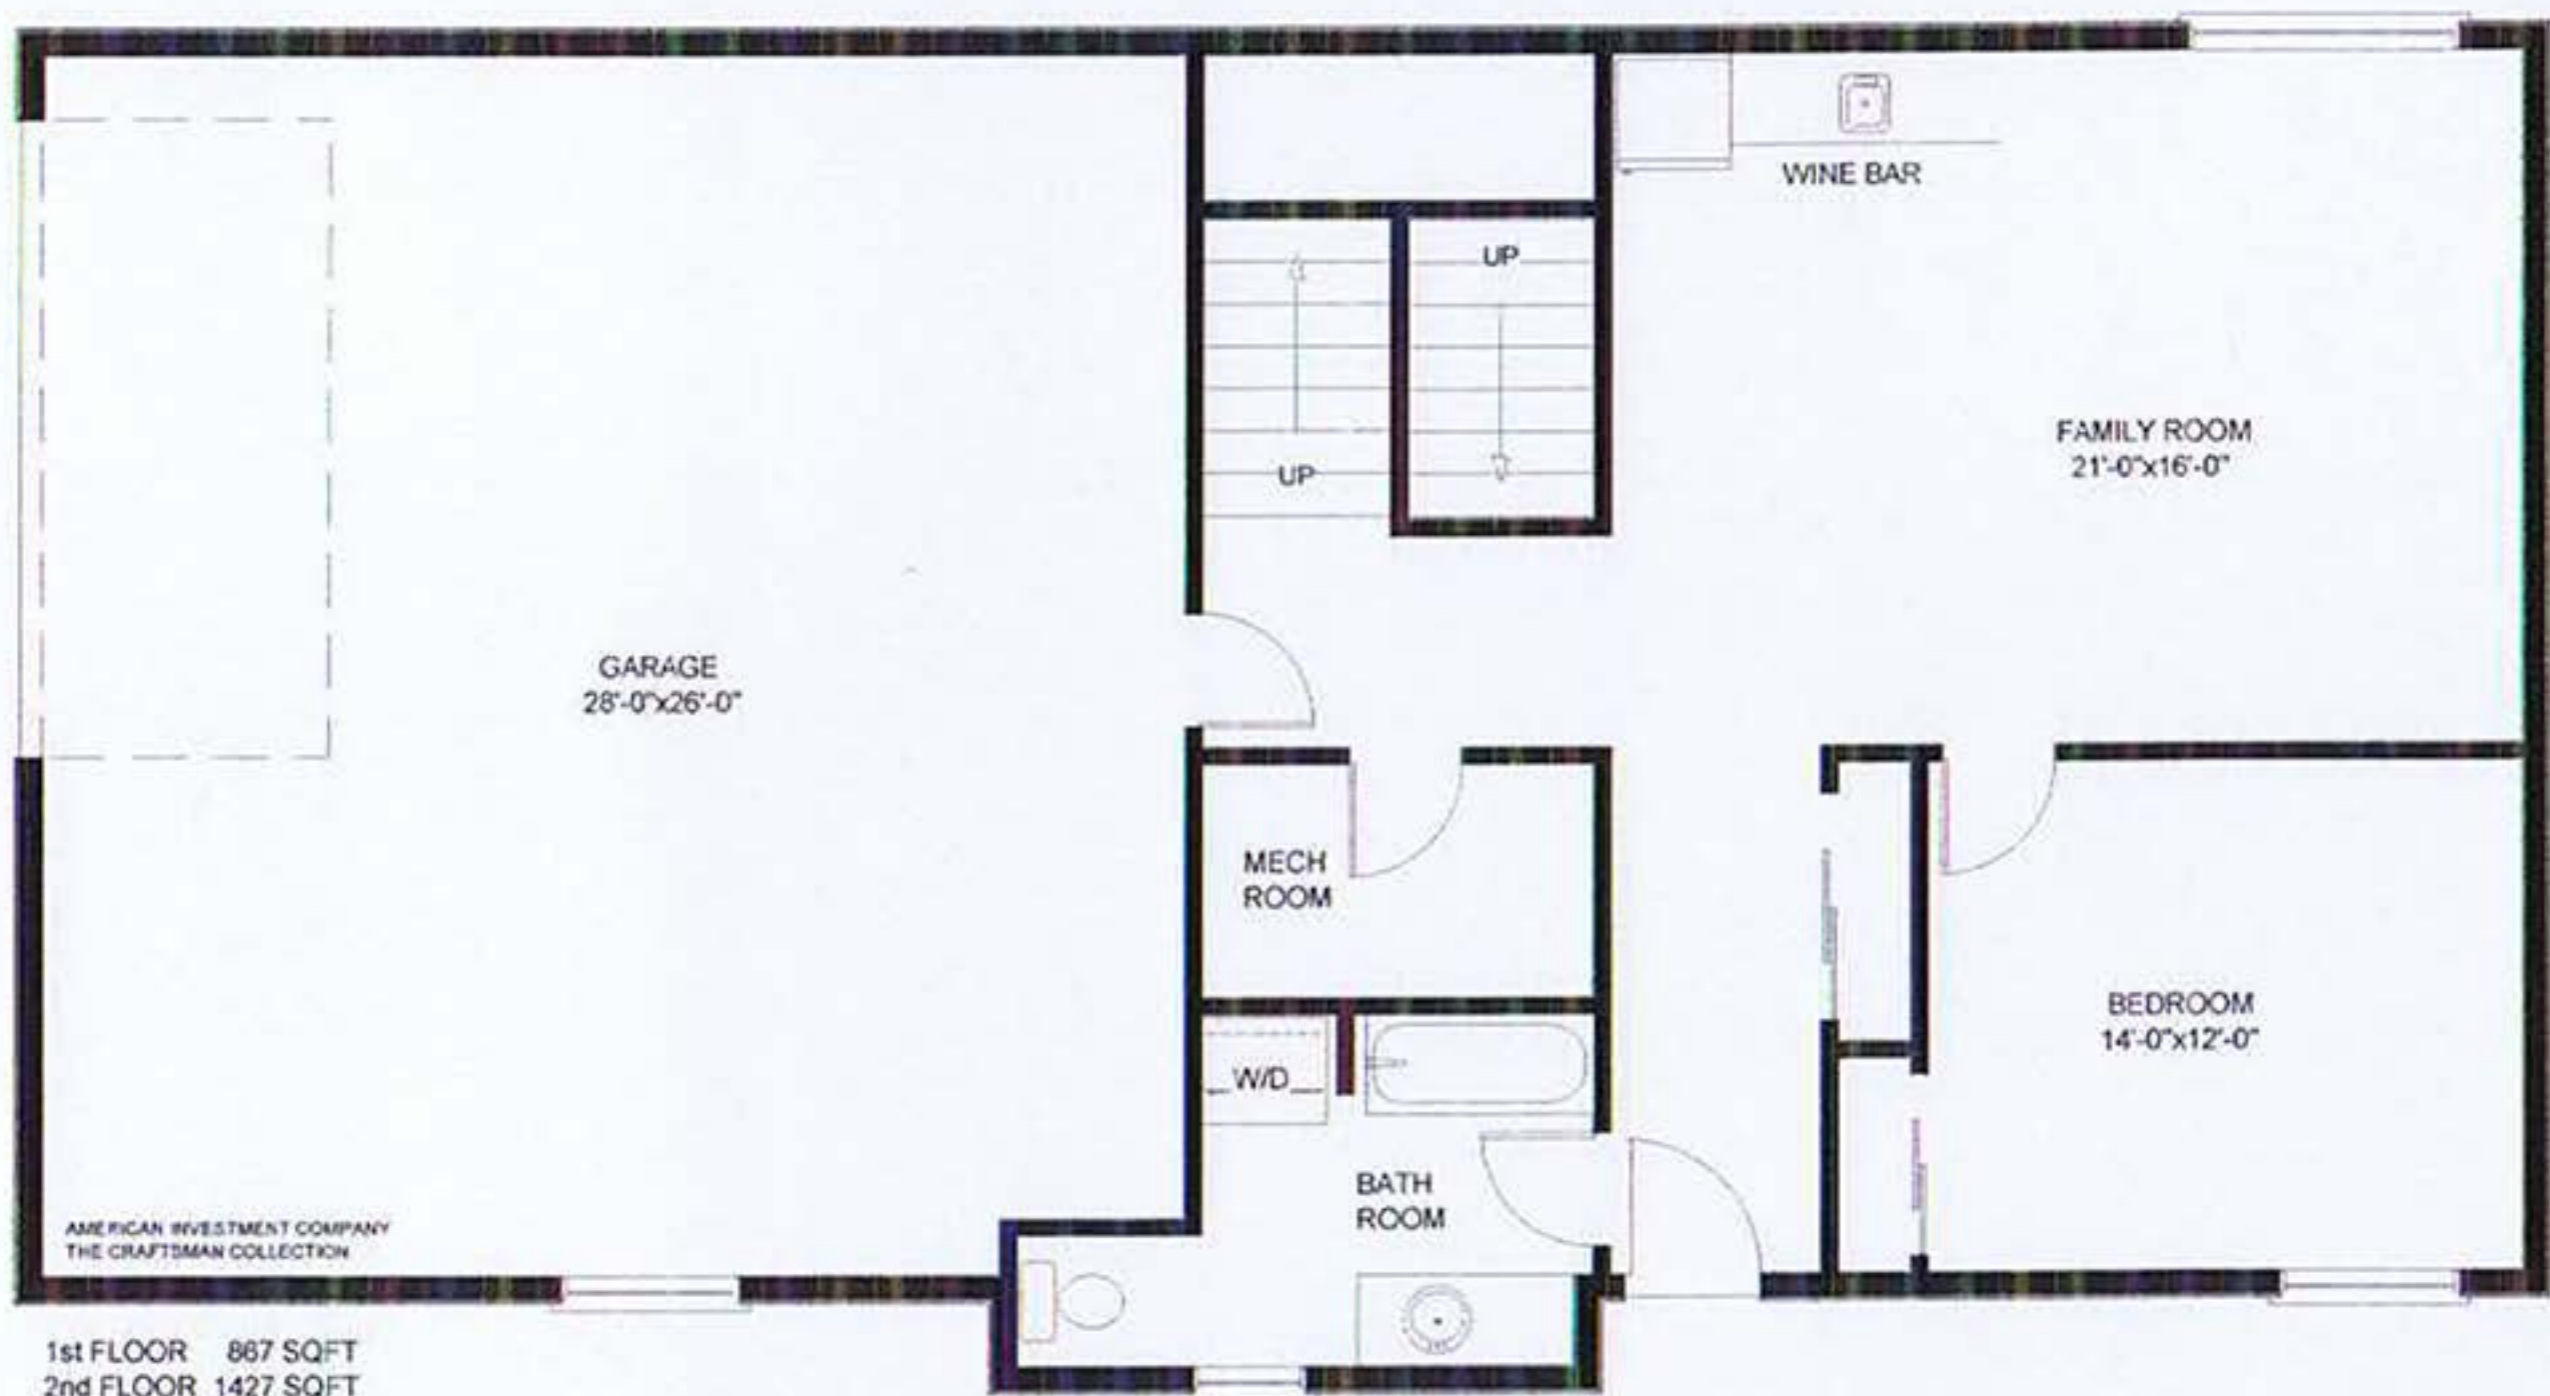 WINE BAR
UP
FAMILY ROOM
21'-0"x16'-0"
UP
GARAGE
28'-0"x26'-0"
MECH
ROOM
BEDROOM
14'-0"x12'-0"
W/D
BATH
ROOM
AMERICAN INVESTMENT COMPANY
THE CRAFTSMAN COLLECTION
1st FLOOR 867 SQFT
2nd FLOOR 1427 SQFT